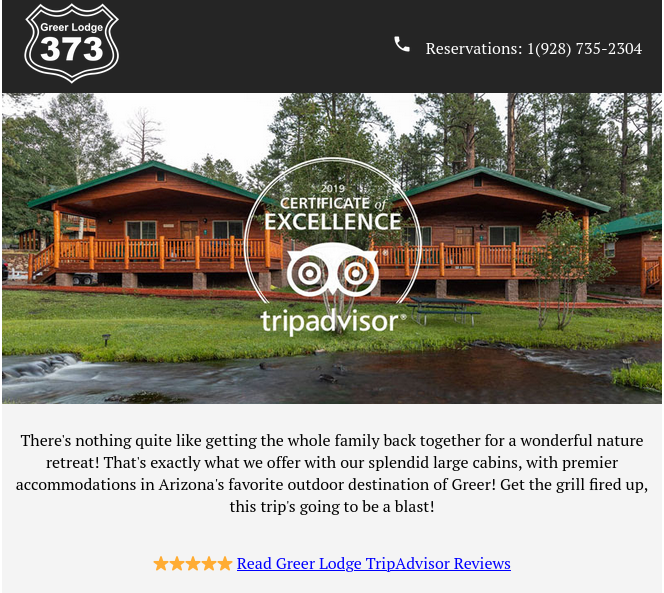 Greer Lodge
373
Reservations: 1(928) 735-2304
2019
CERTIFICATE of
EXCELLENCE
tripadvisor®
There's nothing quite like getting the whole family back together for a wonderful nature
retreat! That's exactly what we offer with our splendid large cabins, with premier
accommodations in Arizona's favorite outdoor destination of Greer! Get the grill fired up,
this trip's going to be a blast!
Read Greer Lodge TripAdvisor Reviews